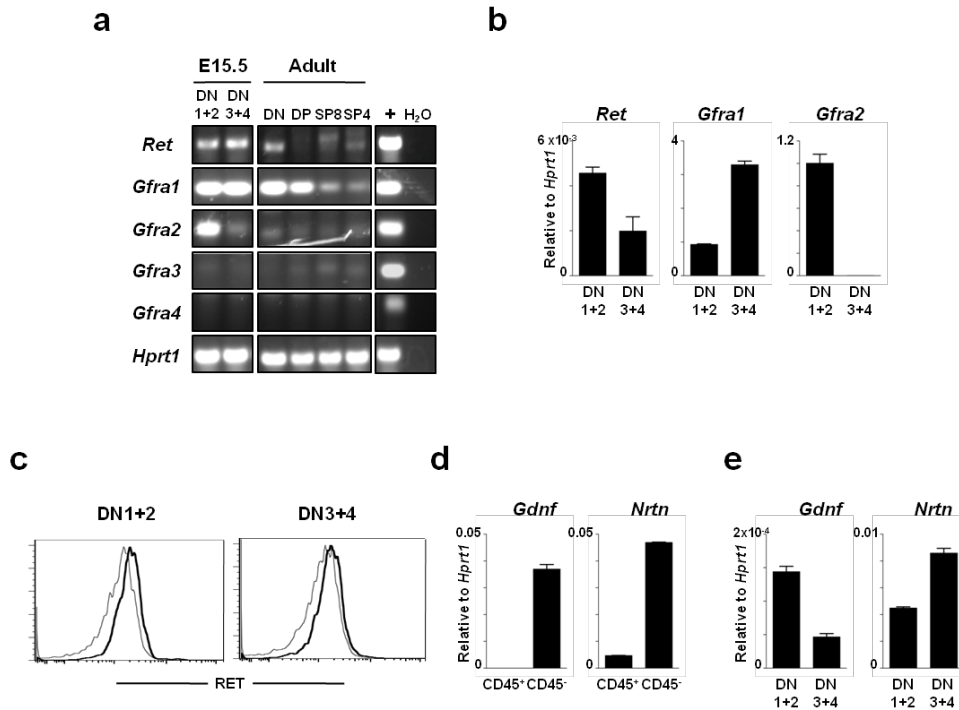 a
E15.5 Adult
DN DN
1+2 3+4 DN DP SP8 SP4 + H₂O
Ret
Gfra1
Gfra2
Gfra3
Gfra4
Hprt1
b
Ret Gfra1 Gfra2
6 x10⁻³ 4 1.2
Relative to Hprt1
0 0 0
DN DN DN DN DN DN
1+2 3+4 1+2 3+4 1+2 3+4
c
DN1+2 DN3+4
RET
d
Gdnf Nrtn
0.05 0.05
Relative to Hprt1
0 0
CD45⁺ CD45⁻ CD45⁺ CD45⁻
e
Gdnf Nrtn
2x10⁻⁴ 0.01
Relative to Hprt1
0 0
DN DN DN DN
1+2 3+4 1+2 3+4